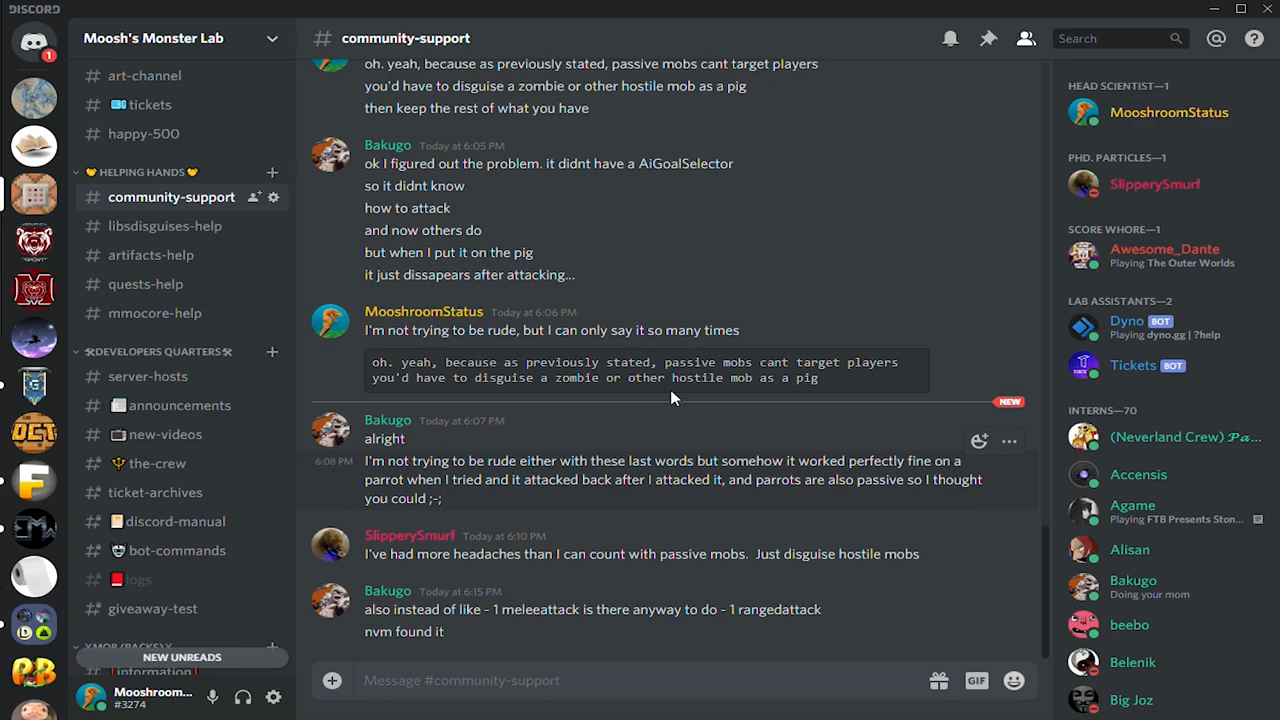 DISCORD
Moosh's Monster Lab
art-channel
tickets
happy-500
HELPING HANDS
community-support
libsdisguises-help
artifacts-help
quests-help
mmocore-help
DEVELOPERS QUARTERS
server-hosts
announcements
new-videos
the-crew
ticket-archives
discord-manual
bot-commands
logs
giveaway-test
NEW UNREADS
Mooshroom...
#3274
1
# community-support
Search
oh. yeah, because as previously stated, passive mobs cant target players
you'd have to disguise a zombie or other hostile mob as a pig
then keep the rest of what you have
Bakugo Today at 6:05 PM
ok I figured out the problem. it didnt have a AiGoalSelector
so it didnt know
how to attack
and now others do
but when I put it on the pig
it just dissapears after attacking...
MooshroomStatus Today at 6:06 PM
I'm not trying to be rude, but I can only say it so many times
oh. yeah, because as previously stated, passive mobs cant target players
you'd have to disguise a zombie or other hostile mob as a pig
NEW
Bakugo Today at 6:07 PM
alright
6:08 PM I'm not trying to be rude either with these last words but somehow it worked perfectly fine on a
parrot when I tried and it attacked back after I attacked it, and parrots are also passive so I thought
you could ;-;
SlipperySmurf Today at 6:10 PM
I've had more headaches than I can count with passive mobs.  Just disguise hostile mobs
Bakugo Today at 6:15 PM
also instead of like - 1 meleeattack is there anyway to do - 1 rangedattack
nvm found it
Message #community-support
GIF
HEAD SCIENTIST—1
MooshroomStatus
PHD. PARTICLES—1
SlipperySmurf
SCORE WHORE—1
Awesome_Dante
Playing The Outer Worlds
LAB ASSISTANTS—2
Dyno BOT
Playing dyno.gg | ?help
Tickets BOT
INTERNS—70
(Neverland Crew) 𝓟𝓪...
Accensis
Agame
Playing FTB Presents Ston...
Alisan
Bakugo
Doing your mom
beebo
Belenik
Big Joz